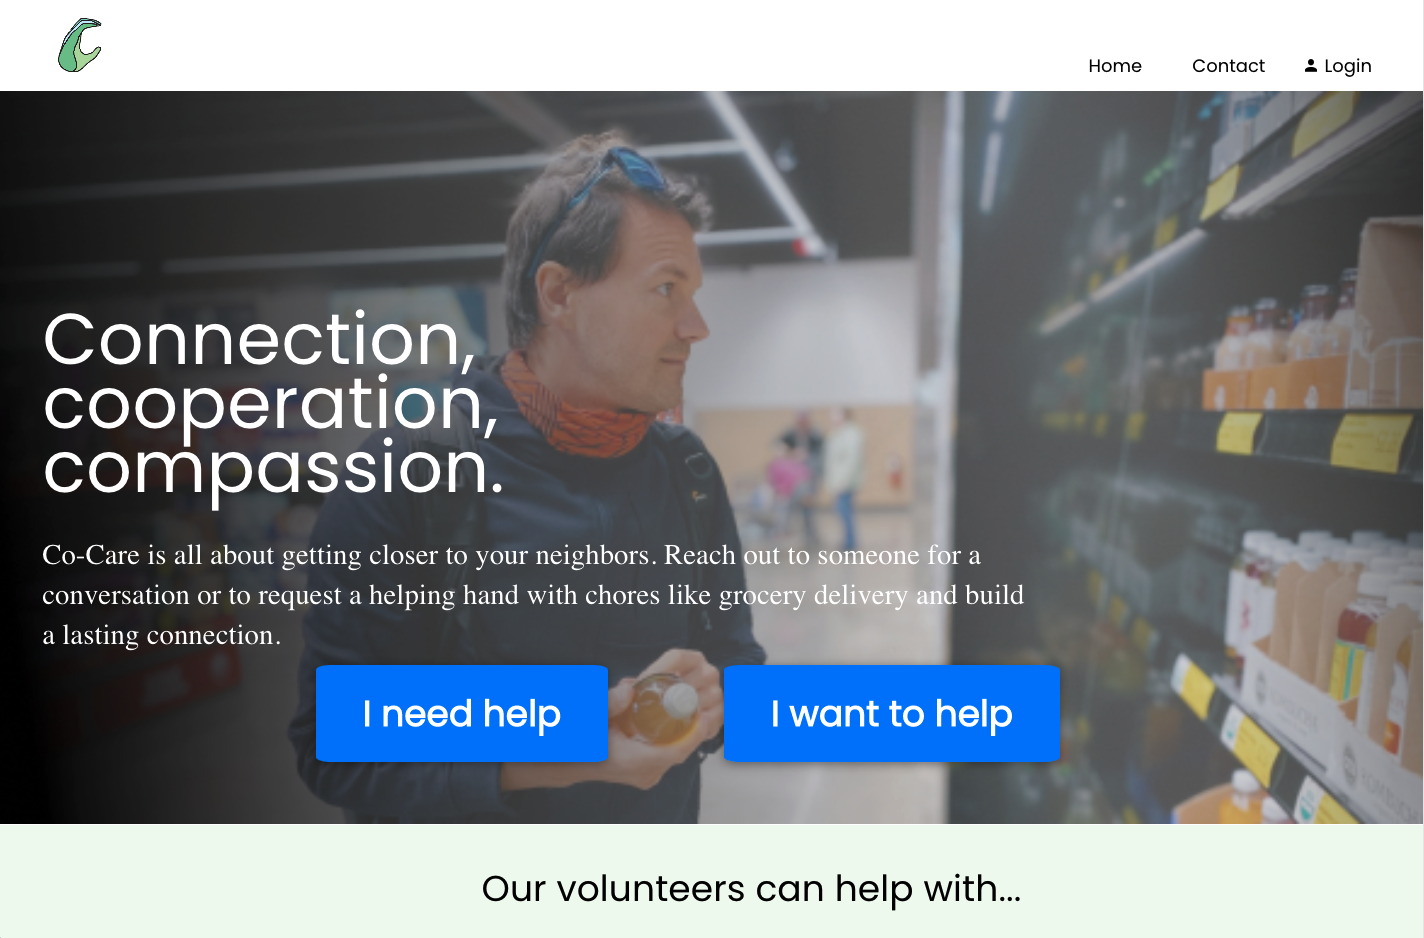 Home Contact Login
Connection,
cooperation,
compassion.
Co-Care is all about getting closer to your neighbors. Reach out to someone for a
conversation or to request a helping hand with chores like grocery delivery and build
a lasting connection.
I need help I want to help
Our volunteers can help with...